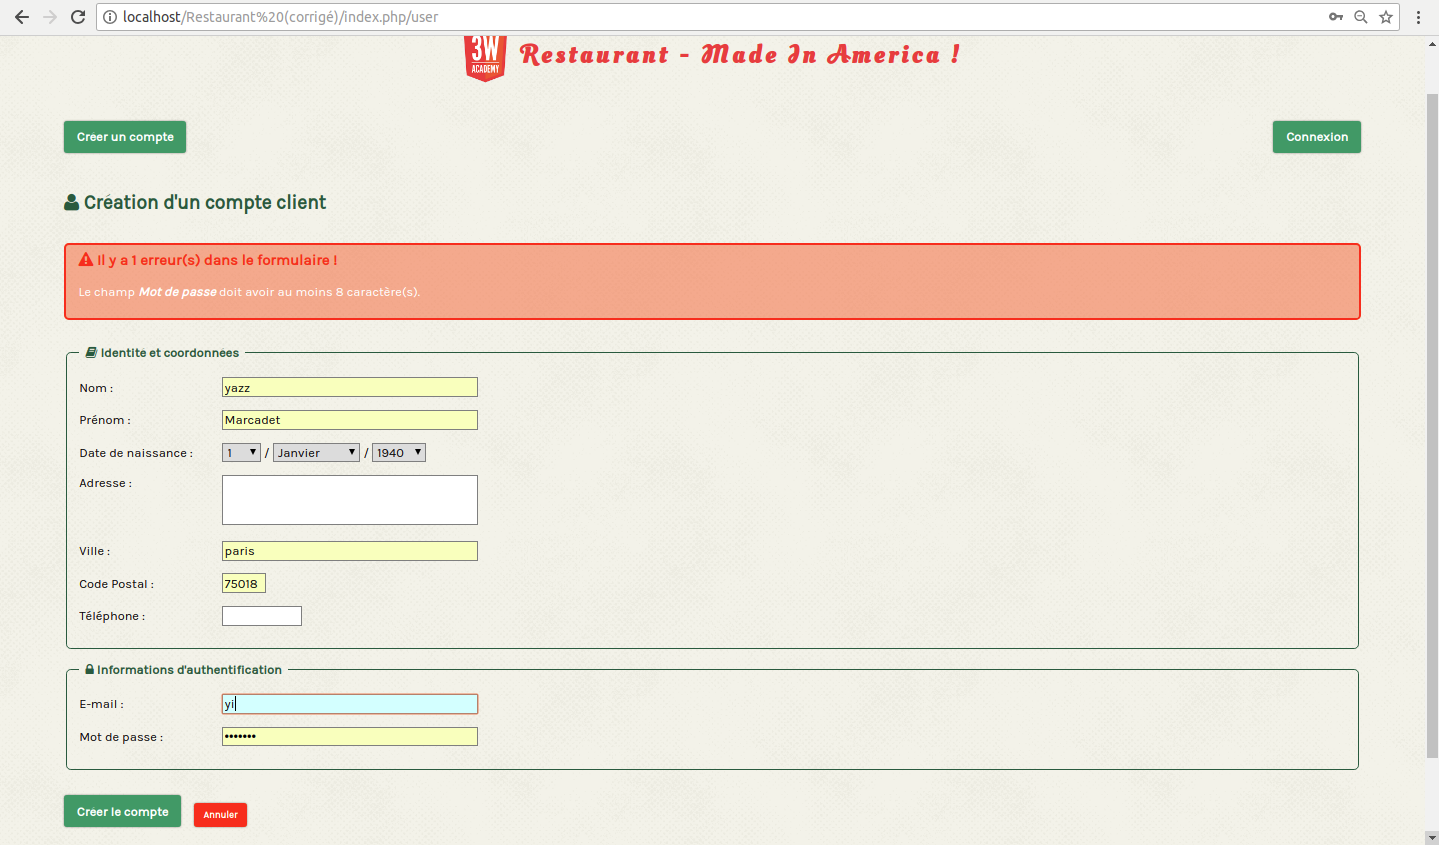 localhost/Restaurant%20(corrigé)/index.php/user
3W
ACADEMY
Restaurant - Made In America !
Créer un compte
Connexion
Création d'un compte client
Il y a 1 erreur(s) dans le formulaire !
Le champ Mot de passe doit avoir au moins 8 caractère(s).
Identité et coordonnées
Nom : yazz
Prénom : Marcadet
Date de naissance : 1 / Janvier / 1940
Adresse :
Ville : paris
Code Postal : 75018
Téléphone :
Informations d'authentification
E-mail : yi
Mot de passe : •••••••
Créer le compte
Annuler